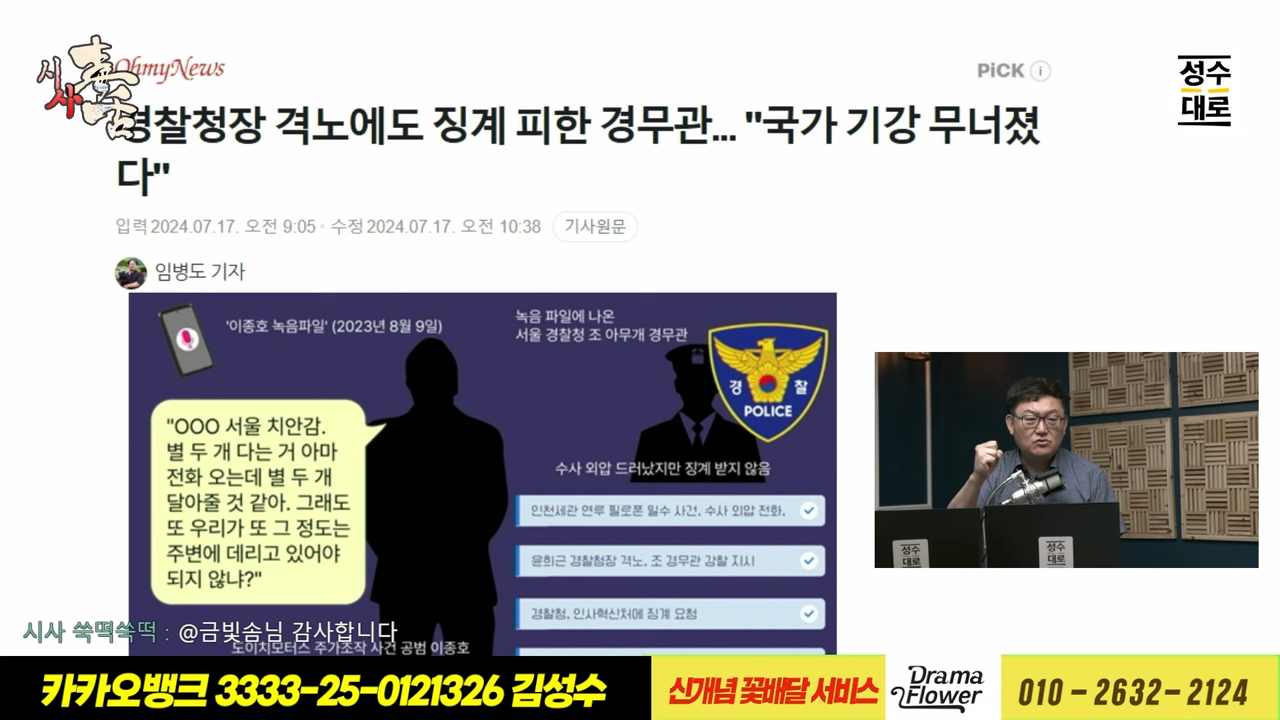 시사
OhmyNews
PiCK
성수
대로
경찰청장 격노에도 징계 피한 경무관... "국가 기강 무너졌
다"
입력 2024.07.17. 오전 9:05 · 수정 2024.07.17. 오전 10:38 기사원문
임병도 기자
'이종호 녹음파일' (2023년 8월 9일)
녹음 파일에 나온
서울 경찰청 조 아무개 경무관
경 찰
POLICE
"OOO 서울 치안감.
별 두 개 다는 거 아마
전화 오는데 별 두 개
달아줄 것 같아. 그래도
또 우리가 또 그 정도는
주변에 데리고 있어야
되지 않냐?"
수사 외압 드러났지만 징계 받지 않음
인천세관 연루 필로폰 밀수 사건, 수사 외압 전화,
윤희근 경찰청장 격노, 조 경무관 감찰 지시
경찰청, 인사혁신처에 징계 요청
도이치모터스 주가조작 사건 공범 이종호
성수
대로
성수
대로
시사 쑥떡쑥떡 : @금빛솜님 감사합니다
카카오뱅크 3333-25-0121326 김성수
신개념 꽃배달 서비스
Drama
Flower
010 - 2632 - 2124